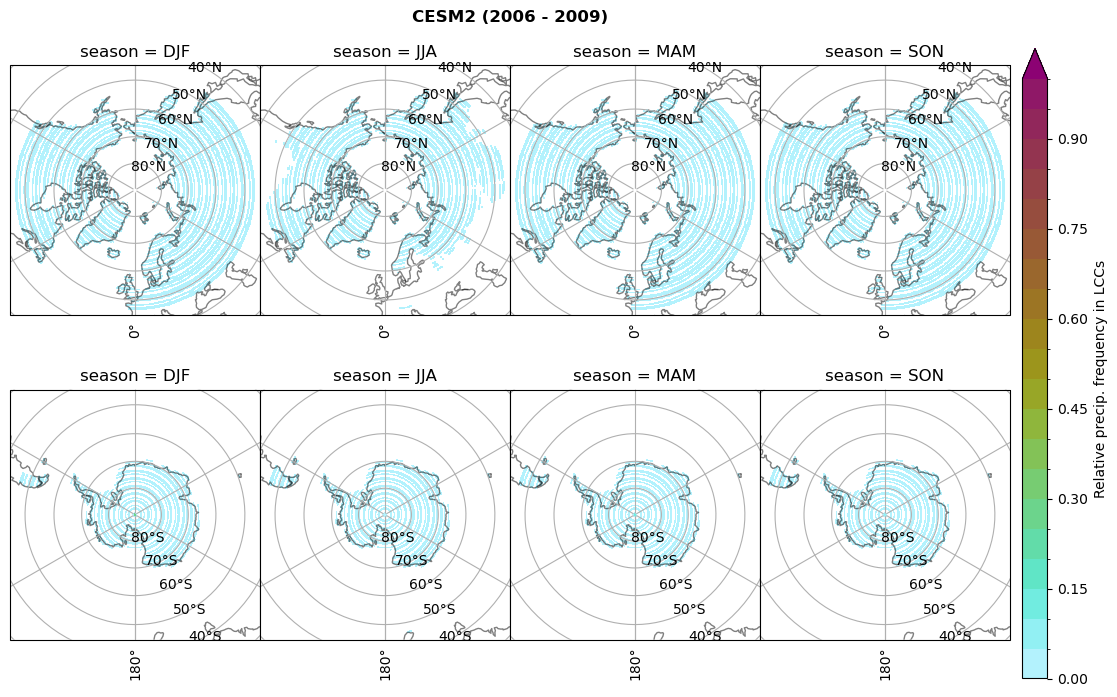 CESM2 (2006 - 2009)
season = DJF
season = JJA
season = MAM
season = SON
40°N 40°N 40°N 40°N
50°N 50°N 50°N 50°N
60°N 60°N 60°N 60°N
70°N 70°N 70°N 70°N
80°N 80°N 80°N 80°N
0° 0° 0° 0°
season = DJF
season = JJA
season = MAM
season = SON
80°S 80°S 80°S 80°S
70°S 70°S 70°S 70°S
60°S 60°S 60°S 60°S
50°S 50°S 50°S 50°S
40°S 40°S 40°S 40°S
180° 180° 180° 180°
0.90
0.75
0.60
0.45
0.30
0.15
0.00
Relative precip. frequency in LCCs